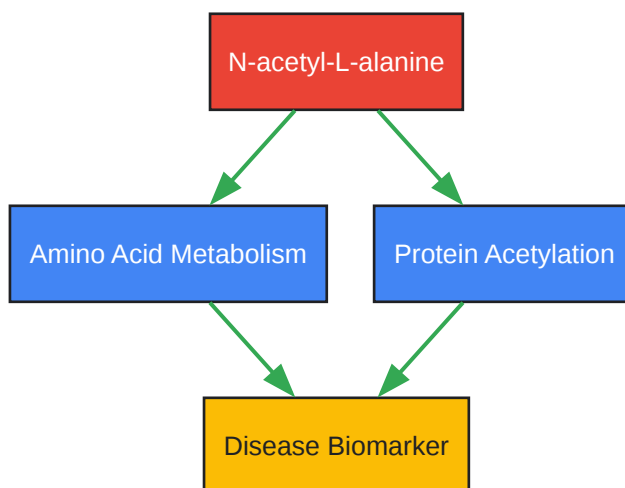 N-acetyl-L-alanine
Amino Acid Metabolism
Protein Acetylation
Disease Biomarker